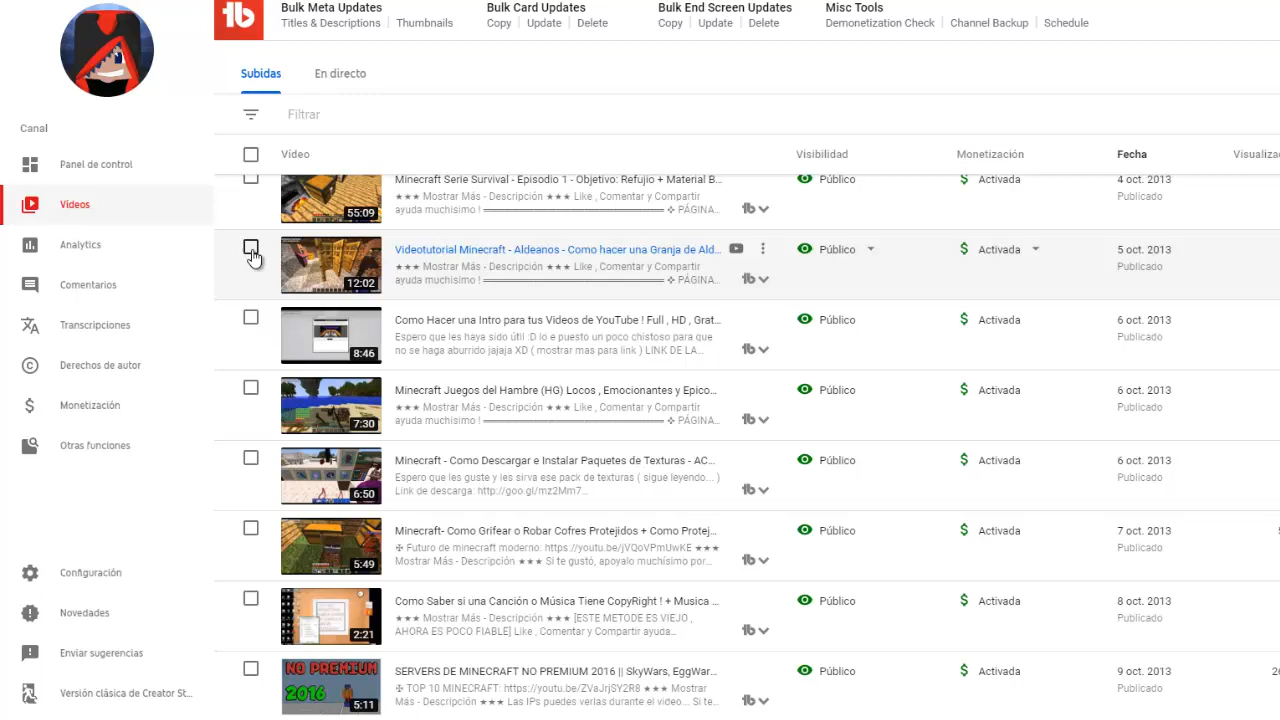 Bulk Meta Updates
Titles & Descriptions | Thumbnails
Bulk Card Updates
Copy | Update | Delete
Bulk End Screen Updates
Copy | Update | Delete
Misc Tools
Demonetization Check | Channel Backup | Schedule
Subidas
En directo
Filtrar
Canal
Panel de control
Vídeos
Analytics
Comentarios
Transcripciones
Derechos de autor
Monetización
Otras funciones
Configuración
Novedades
Enviar sugerencias
Versión clásica de Creator St...
Vídeo Visibilidad Monetización Fecha Visualiza
Minecraft Serie Survival - Episodio 1 - Objetivo: Refujio + Material B...
★★★ Mostrar Más - Descripción ★★★ Like , Comentar y Compartir
ayuda muchisimo ! ═══════════════════ ✣ PÁGINA...
55:09
Público
Activada
4 oct. 2013
Publicado
Videotutorial Minecraft - Aldeanos - Como hacer una Granja de Ald...
★★★ Mostrar Más - Descripción ★★★ Like , Comentar y Compartir
ayuda muchisimo ! ═══════════════════ ✣ PÁGINA...
12:02
Público
Activada
5 oct. 2013
Publicado
Como Hacer una Intro para tus Videos de YouTube ! Full , HD , Grat...
Espero que les haya sido útil :D lo e puesto un poco chistoso para que
no se haga aburrido jajaja XD ( mostrar mas para link ) LINK DE LA...
8:46
Público
Activada
6 oct. 2013
Publicado
Minecraft Juegos del Hambre (HG) Locos , Emocionantes y Epico...
★★★ Mostrar Más - Descripción ★★★ Like , Comentar y Compartir
ayuda muchisimo ! ═══════════════════ ✣ PÁGINA...
7:30
Público
Activada
6 oct. 2013
Publicado
Minecraft - Como Descargar e Instalar Paquetes de Texturas - AC...
Espero que les guste y les sirva ese pack de texturas ( sigue leyendo... )
Link de descarga: http://goo.gl/mz2Mm7...
6:50
Público
Activada
6 oct. 2013
Publicado
Minecraft- Como Grifear o Robar Cofres Protejidos + Como Protej...
✠ Futuro de minecraft moderno: https://youtu.be/jVQoVPmUwKE ★★★
Mostrar Más - Descripción ★★★ Si te gustó, apoyalo muchísimo por...
5:49
Público
Activada
7 oct. 2013
Publicado
Como Saber si una Canción o Música Tiene CopyRight ! + Musica ...
★★★ Mostrar Más - Descripción ★★★ [ESTE METODE ES VIEJO ,
AHORA ES POCO FIABLE] Like , Comentar y Compartir ayuda...
2:21
Público
Activada
8 oct. 2013
Publicado
SERVERS DE MINECRAFT NO PREMIUM 2016 || SkyWars, EggWar...
✠ TOP 10 MINECRAFT: https://youtu.be/ZVaJrjSY2R8 ★★★ Mostrar
Más - Descripción ★★★ Las IPs puedes verlas durante el video... Si te...
NO PREMIUM
2016
5:11
Público
Activada
9 oct. 2013
Publicado